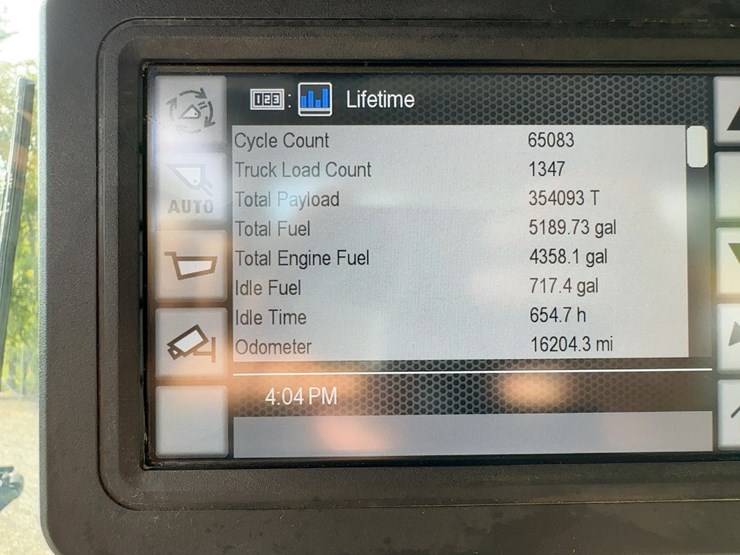 123 : Lifetime
Cycle Count 65083
Truck Load Count 1347
Total Payload 354093 T
Total Fuel 5189.73 gal
Total Engine Fuel 4358.1 gal
Idle Fuel 717.4 gal
Idle Time 654.7 h
Odometer 16204.3 mi
AUTO
4:04 PM